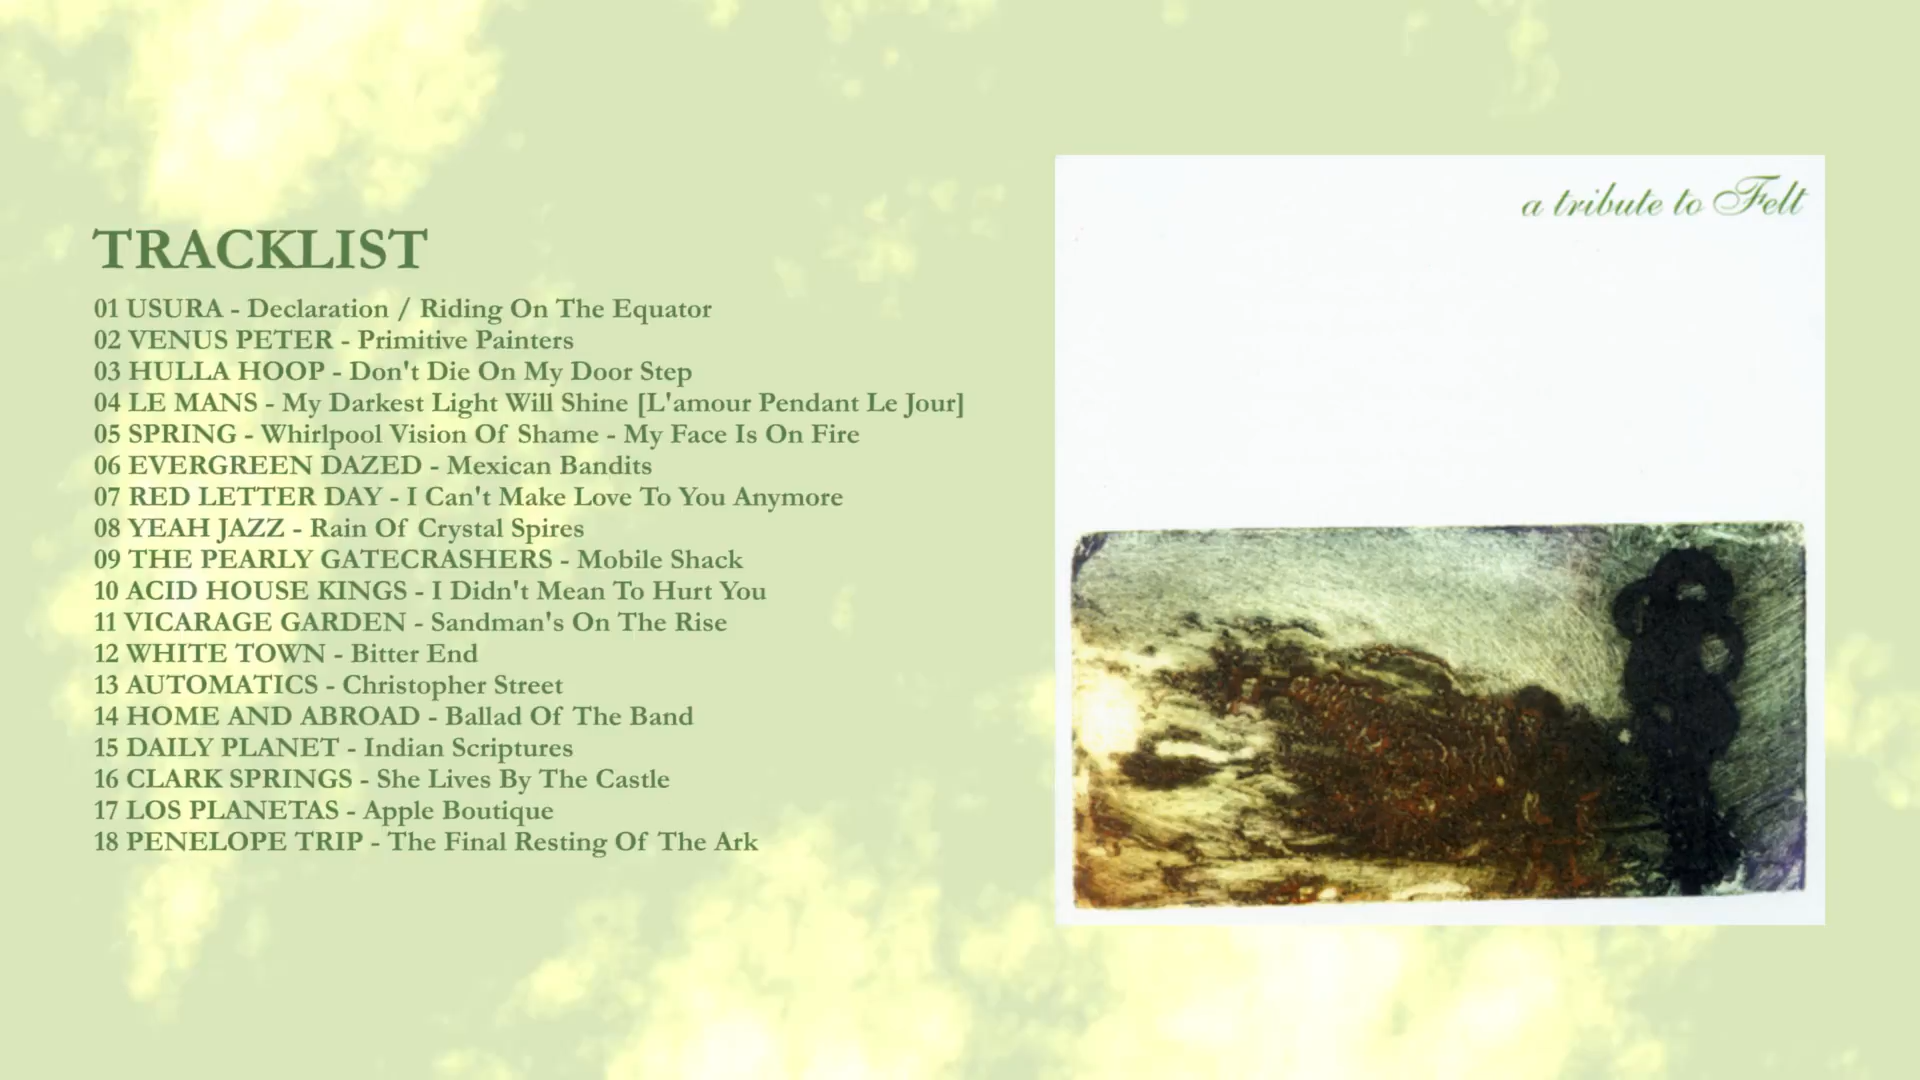 TRACKLIST
01 USURA - Declaration / Riding On The Equator
02 VENUS PETER - Primitive Painters
03 HULLA HOOP - Don't Die On My Door Step
04 LE MANS - My Darkest Light Will Shine [L'amour Pendant Le Jour]
05 SPRING - Whirlpool Vision Of Shame - My Face Is On Fire
06 EVERGREEN DAZED - Mexican Bandits
07 RED LETTER DAY - I Can't Make Love To You Anymore
08 YEAH JAZZ - Rain Of Crystal Spires
09 THE PEARLY GATECRASHERS - Mobile Shack
10 ACID HOUSE KINGS - I Didn't Mean To Hurt You
11 VICARAGE GARDEN - Sandman's On The Rise
12 WHITE TOWN - Bitter End
13 AUTOMATICS - Christopher Street
14 HOME AND ABROAD - Ballad Of The Band
15 DAILY PLANET - Indian Scriptures
16 CLARK SPRINGS - She Lives By The Castle
17 LOS PLANETAS - Apple Boutique
18 PENELOPE TRIP - The Final Resting Of The Ark
a tribute to Felt